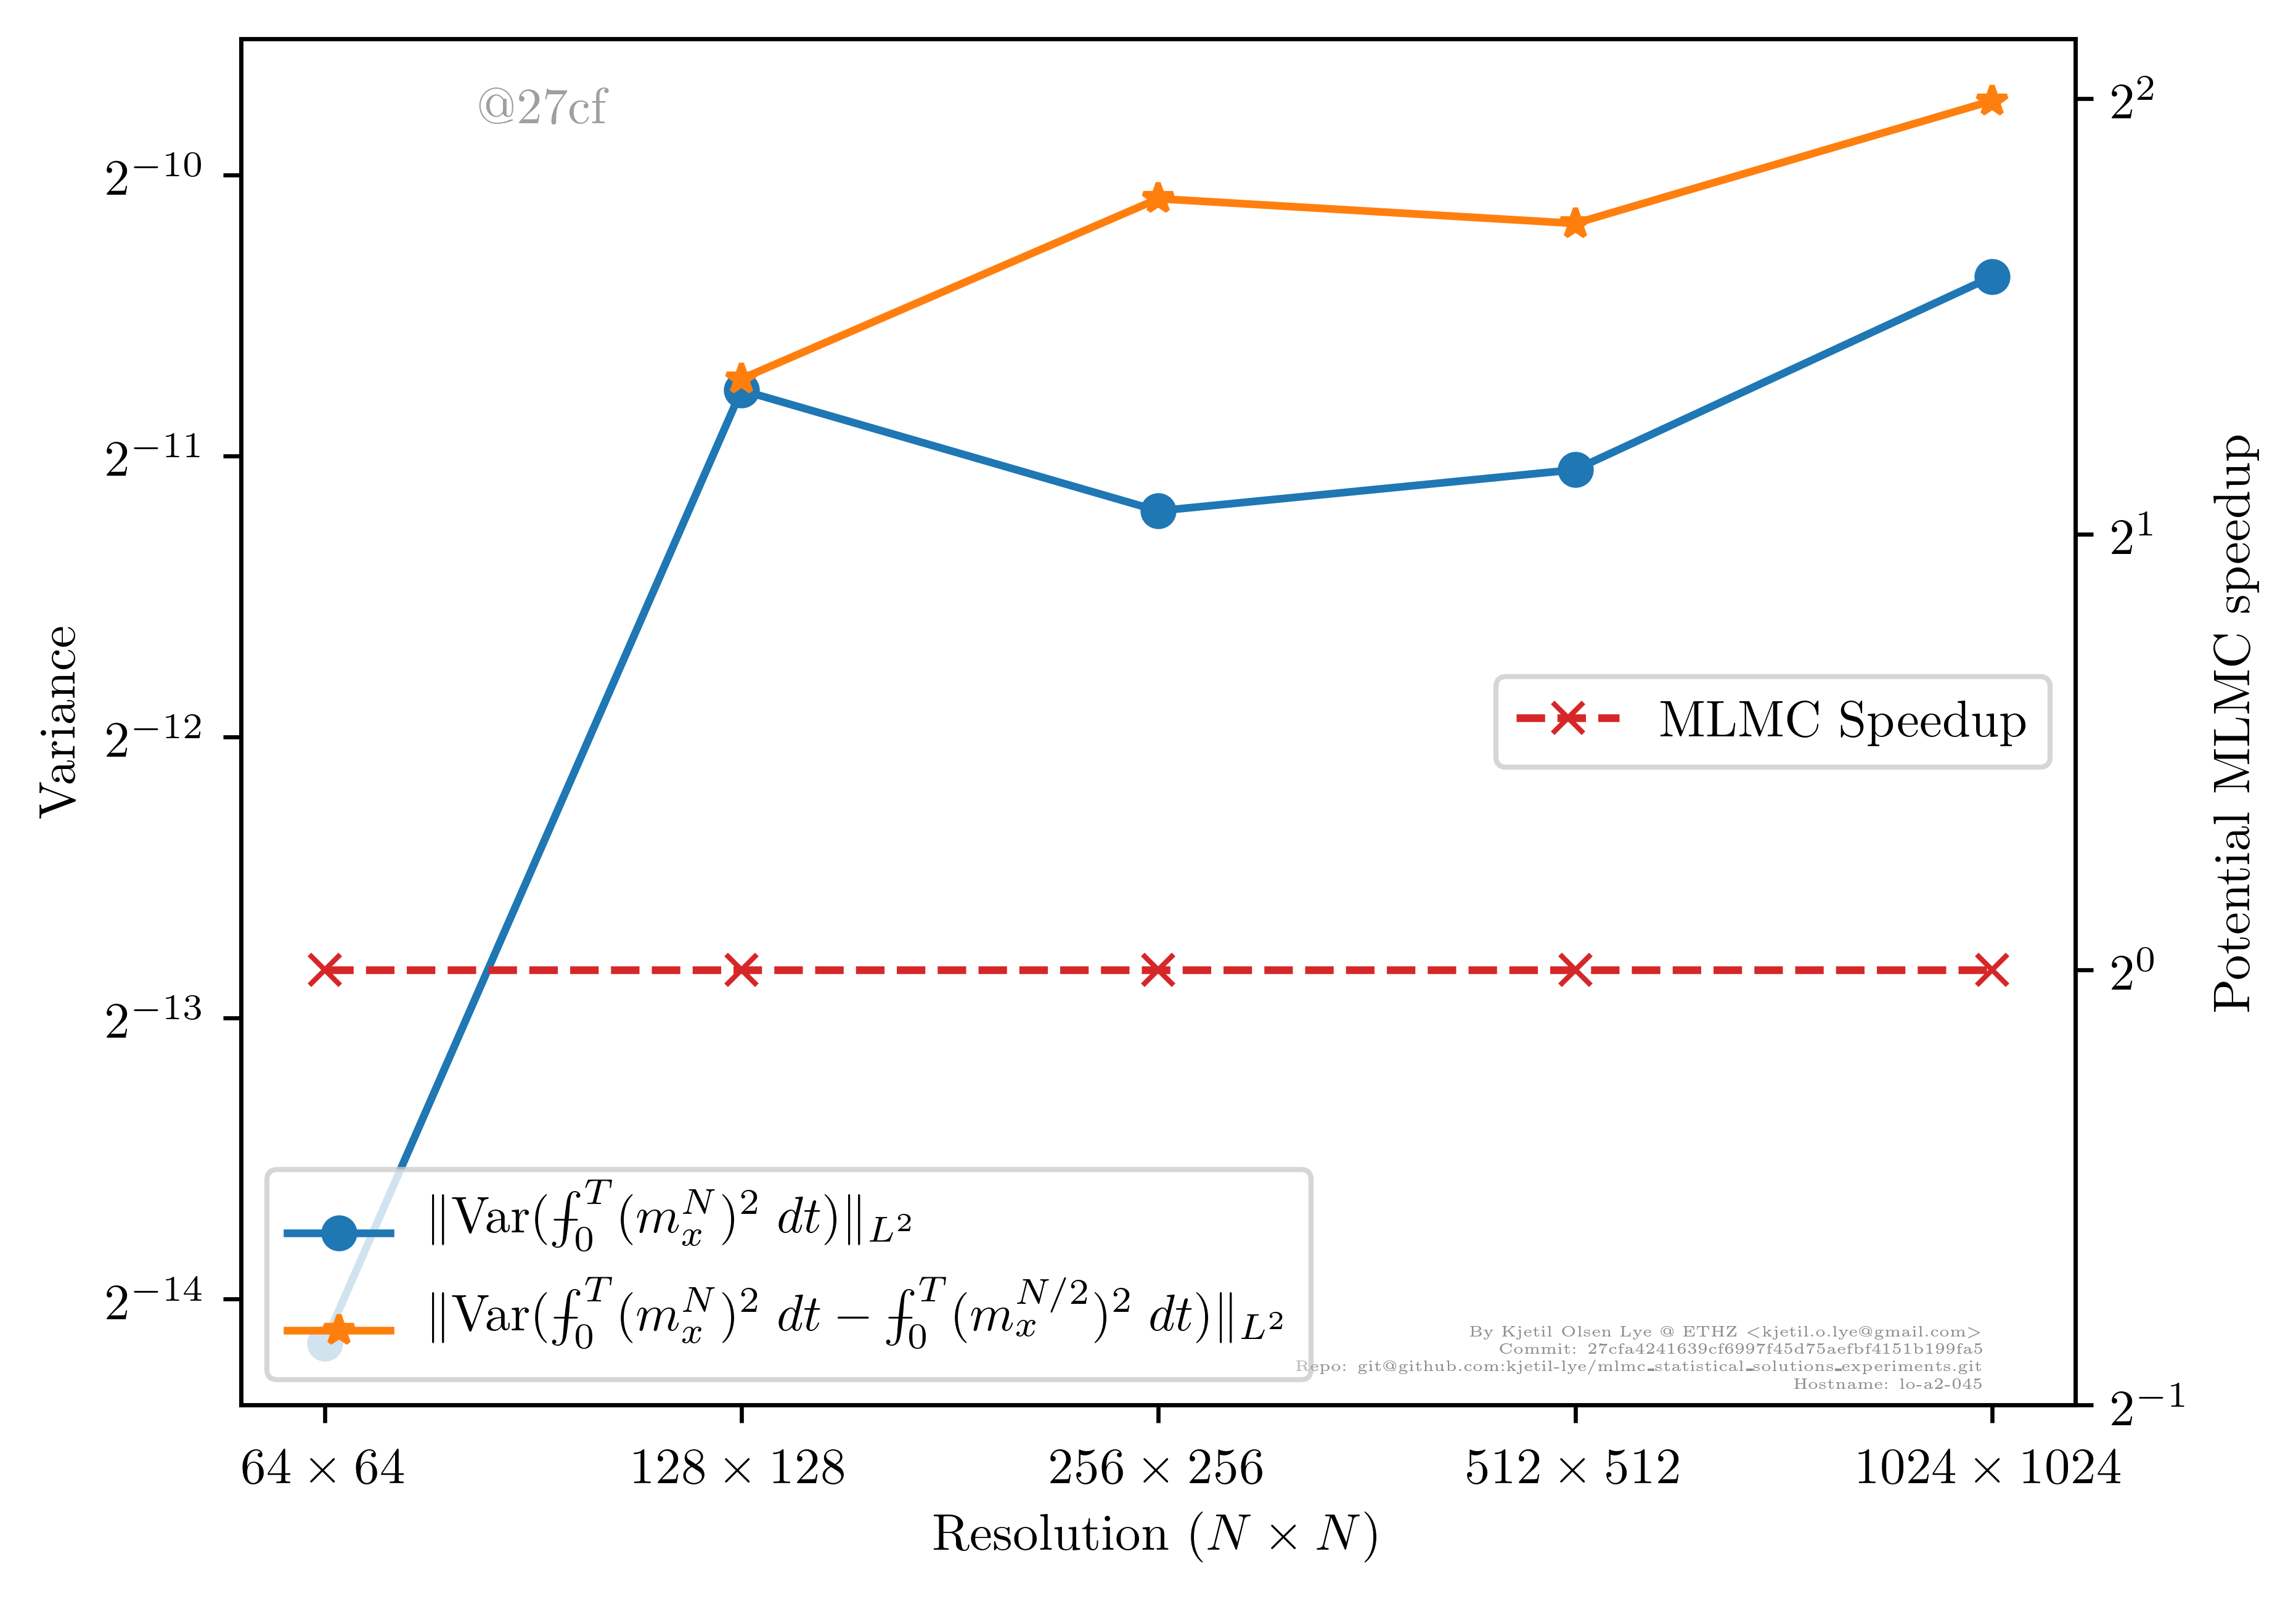 @27cf
2^{-10}
2^{-11}
2^{-12}
2^{-13}
2^{-14}
Variance
2^2
2^1
2^0
2^{-1}
Potential MLMC speedup
MLMC Speedup
‖Var(⨍_0^T (m_x^N)^2 dt)‖_{L^2}
‖Var(⨍_0^T (m_x^N)^2 dt − ⨍_0^T (m_x^{N/2})^2 dt)‖_{L^2}
By Kjetil Olsen Lye @ ETHZ <kjetil.o.lye@gmail.com>
Commit: 27cfa4241639cf6997f45d75aefbf4151b199fa5
Repo: git@github.com:kjetil-lye/mlmc_statistical_solutions_experiments.git
Hostname: lo-a2-045
64 × 64
128 × 128
256 × 256
512 × 512
1024 × 1024
Resolution (N × N)